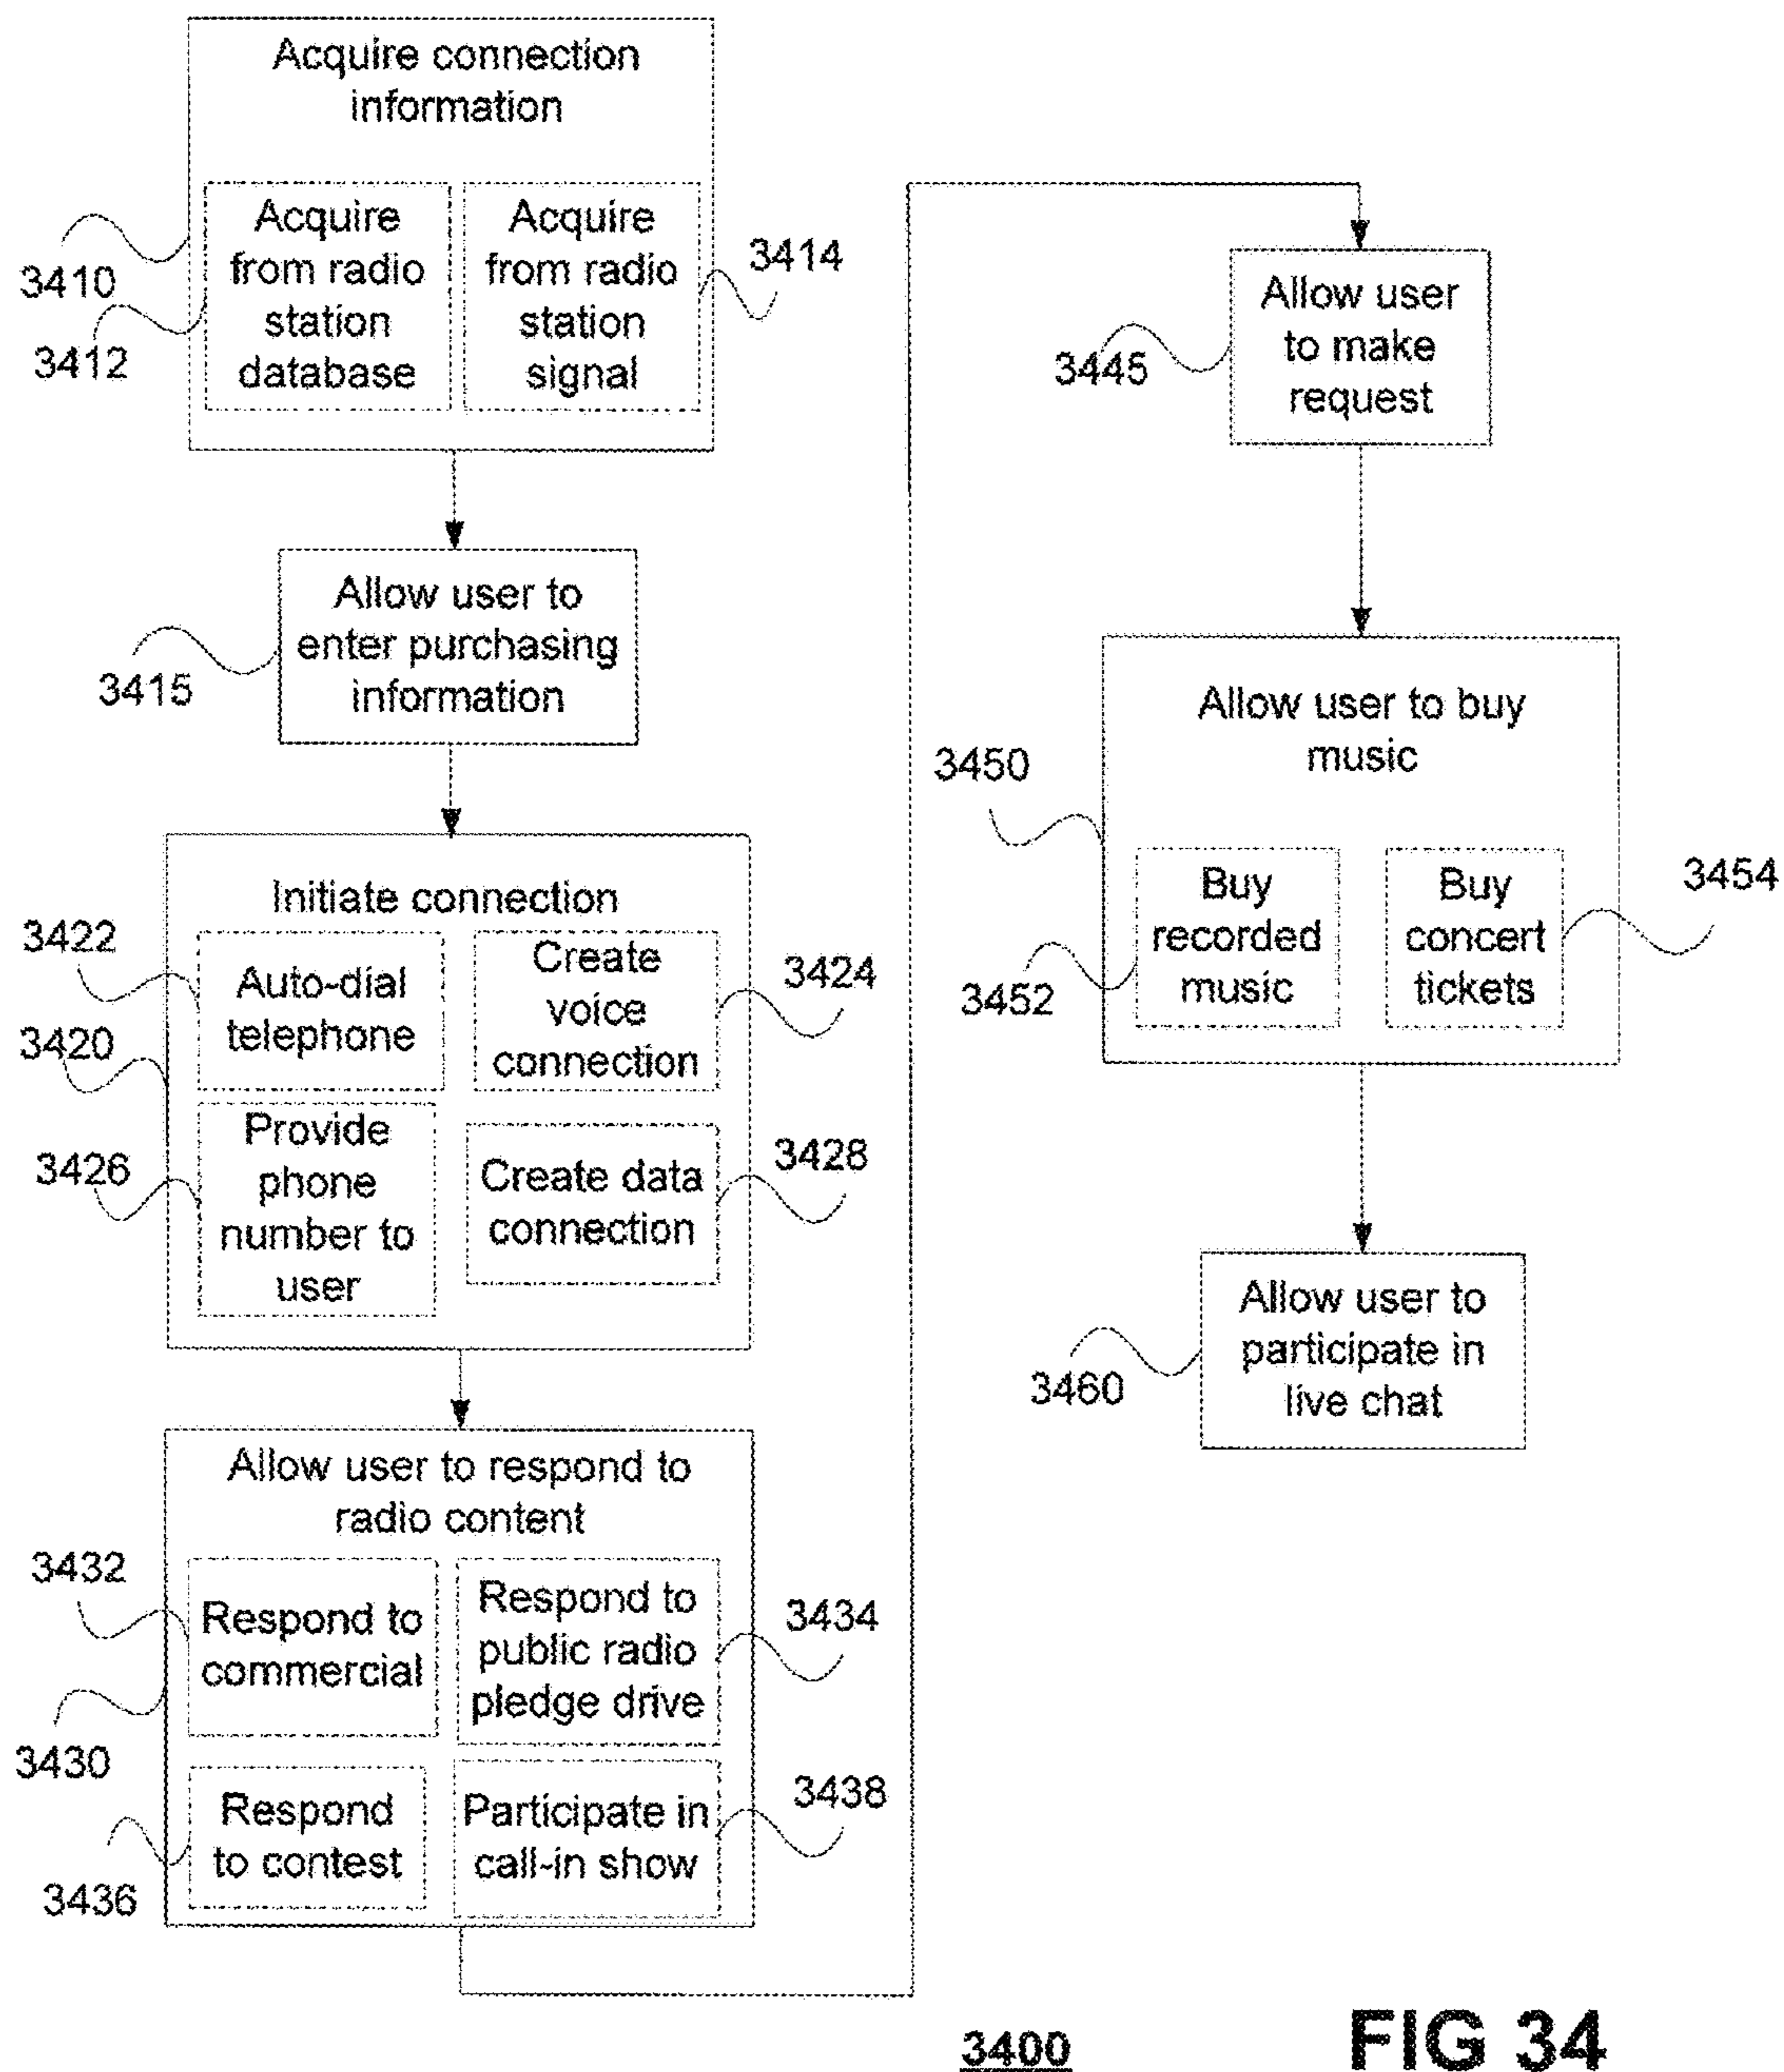 Acquire connection
information
Acquire
from radio
station
database
Acquire
from radio
station
signal
3410
3412
3414
Allow user to
enter purchasing
information
3415
Initiate connection
3422
Auto-dial
telephone
Create
voice
connection
3424
3420
3426
Provide
phone
number to
user
Create data
connection
3428
Allow user to respond to
radio content
3432
Respond to
commercial
Respond to
public radio
pledge drive
3434
3430
3436
Respond
to contest
Participate in
call-in show
3438
Allow user
to make
request
3445
Allow user to buy
music
3450
Buy
recorded
music
3452
Buy
concert
tickets
3454
Allow user to
participate in
live chat
3460
3400
FIG 34